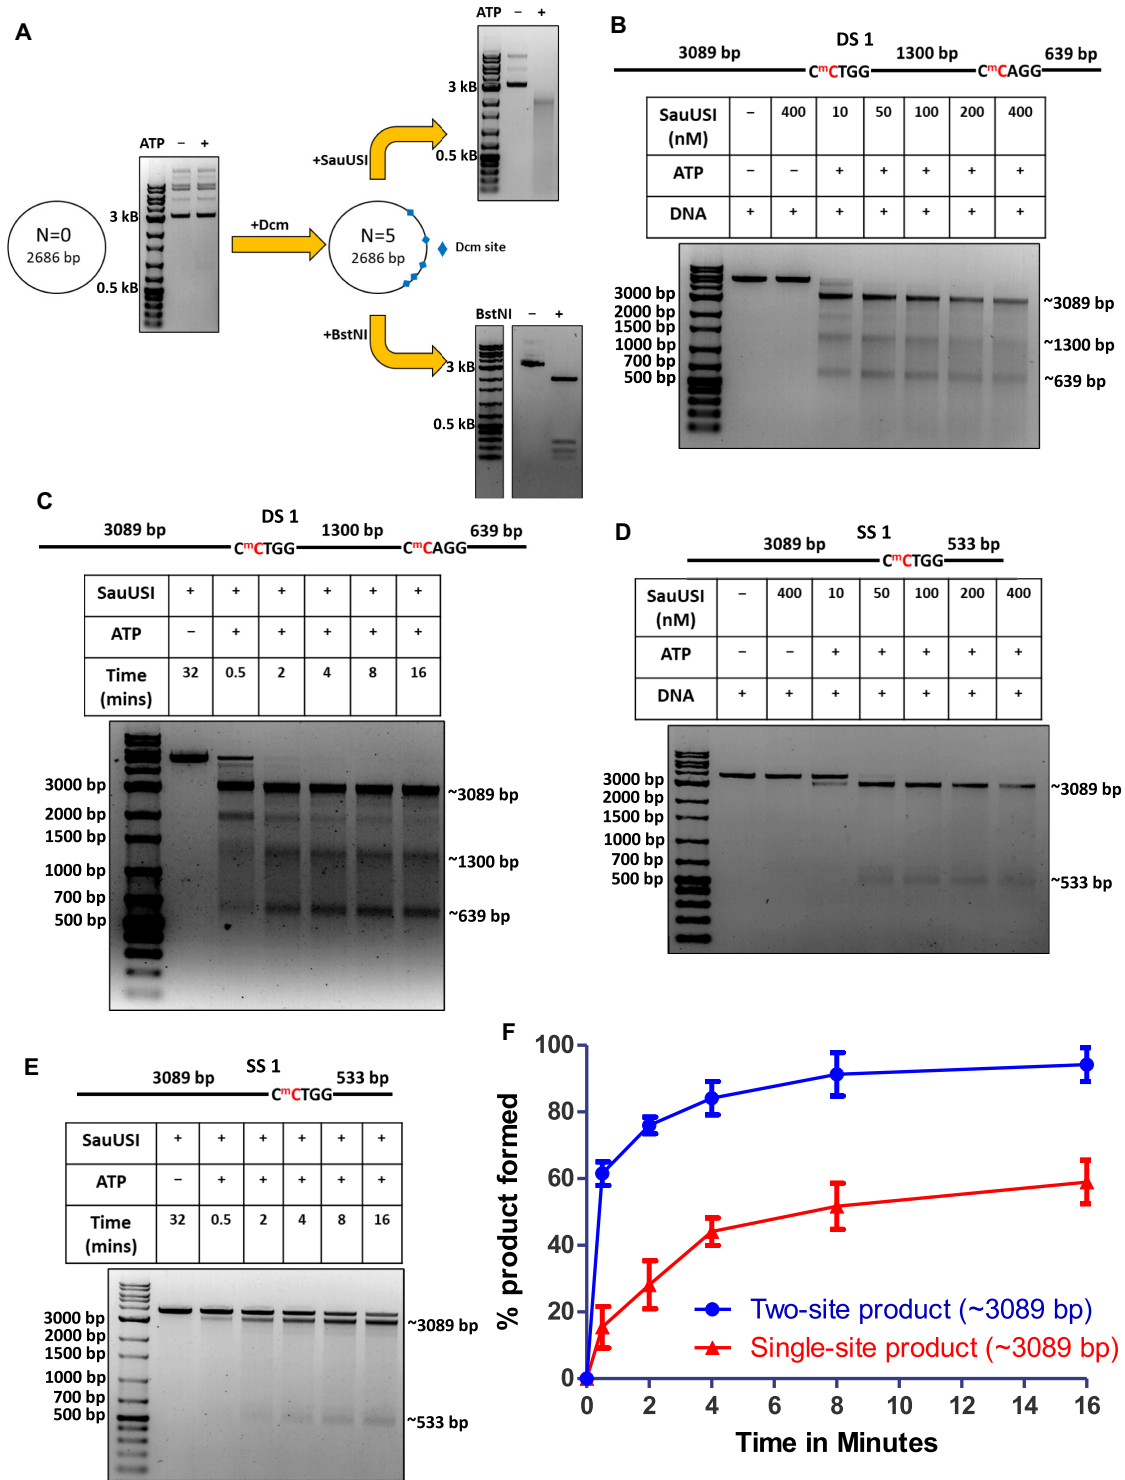 A
ATP – +
3 kB
0.5 kB
N=0
2686 bp
+Dcm
N=5
2686 bp
Dcm site
+SauUSI
ATP – +
3 kB
0.5 kB
+BstNI
BstNI – +
3 kB
0.5 kB
B
3089 bp DS 1 1300 bp 639 bp
CmCTGG CmCAGG
SauUSI (nM) – 400 10 50 100 200 400
ATP – – + + + + +
DNA + + + + + + +
3000 bp
2000 bp
1500 bp
1000 bp
700 bp
500 bp
~3089 bp
~1300 bp
~639 bp
C
3089 bp DS 1 1300 bp 639 bp
CmCTGG CmCAGG
SauUSI + + + + + +
ATP – + + + + +
Time (mins) 32 0.5 2 4 8 16
3000 bp
2000 bp
1500 bp
1000 bp
700 bp
500 bp
~3089 bp
~1300 bp
~639 bp
D
3089 bp SS 1 533 bp
CmCTGG
SauUSI (nM) – 400 10 50 100 200 400
ATP – – + + + + +
DNA + + + + + + +
3000 bp
2000 bp
1500 bp
1000 bp
700 bp
500 bp
~3089 bp
~533 bp
E
3089 bp SS 1 533 bp
CmCTGG
SauUSI + + + + + +
ATP – + + + + +
Time (mins) 32 0.5 2 4 8 16
3000 bp
2000 bp
1500 bp
1000 bp
700 bp
500 bp
~3089 bp
~533 bp
F
% product formed
100
80
60
40
20
0
Two-site product (~3089 bp)
Single-site product (~3089 bp)
0 2 4 6 8 10 12 14 16
Time in Minutes